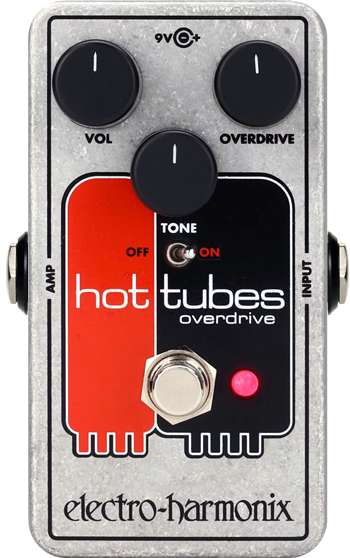 9V +
VOL
OVERDRIVE
TONE
OFF ON
AMP
INPUT
hot tubes
overdrive
electro-harmonix